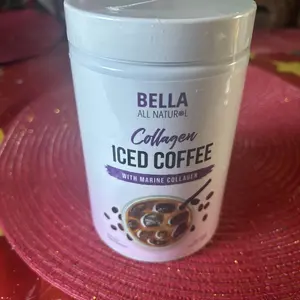 BELLA
ALL NATURAL
Collagen
ICED COFFEE
WITH MARINE COLLAGEN